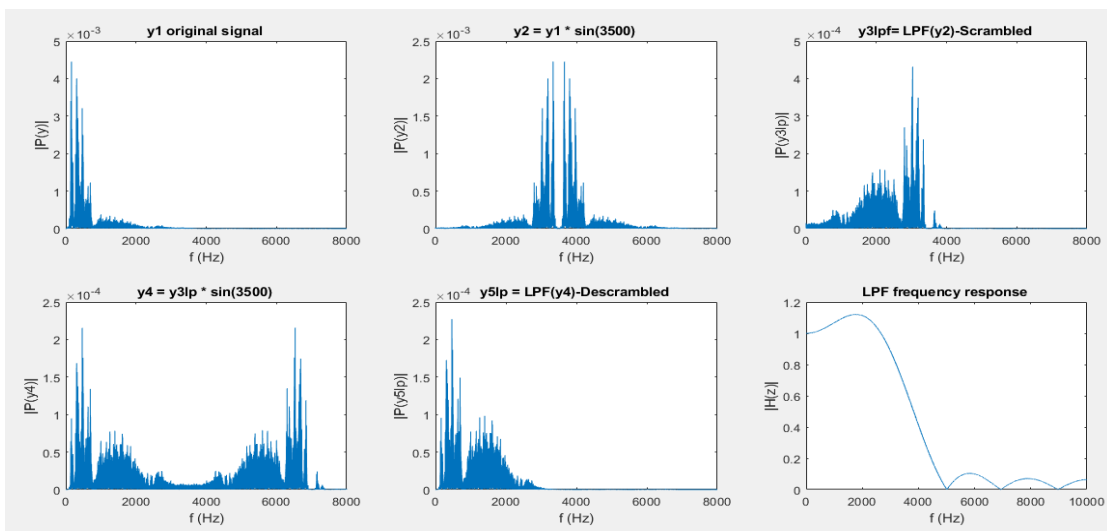 y1 original signal
×10-3
5
4
3
2
1
0
0 2000 4000 6000 8000
f (Hz)
|P(y)|
y2 = y1 * sin(3500)
×10-3
2.5
2
1.5
1
0.5
0
0 2000 4000 6000 8000
f (Hz)
|P(y2)|
y3lpf= LPF(y2)-Scrambled
×10-4
5
4
3
2
1
0
0 2000 4000 6000 8000
f (Hz)
|P(y3lp)|
y4 = y3lp * sin(3500)
×10-4
2.5
2
1.5
1
0.5
0
0 2000 4000 6000 8000
f (Hz)
|P(y4)|
y5lp = LPF(y4)-Descrambled
×10-4
2.5
2
1.5
1
0.5
0
0 2000 4000 6000 8000
f (Hz)
|P(y5lp)|
LPF frequency response
1.2
1
0.8
0.6
0.4
0.2
0
0 2000 4000 6000 8000 10000
f (Hz)
|H(z)|